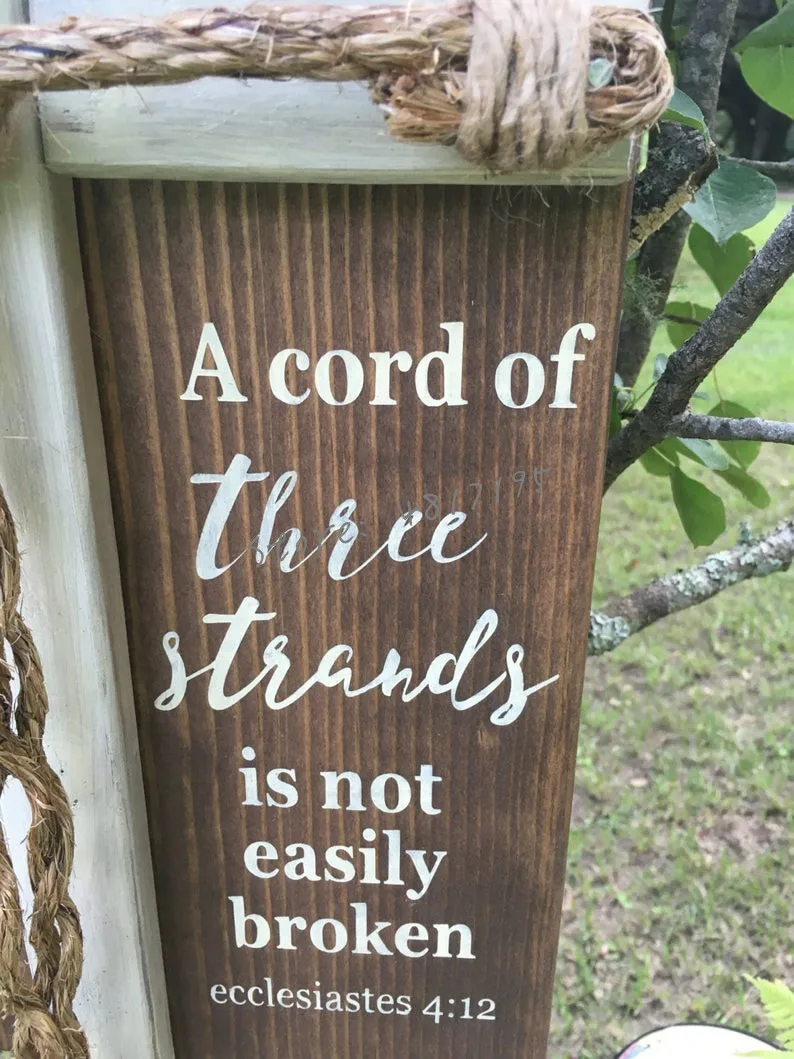 A cord of
three
strands
is not
easily
broken
ecclesiastes 4:12